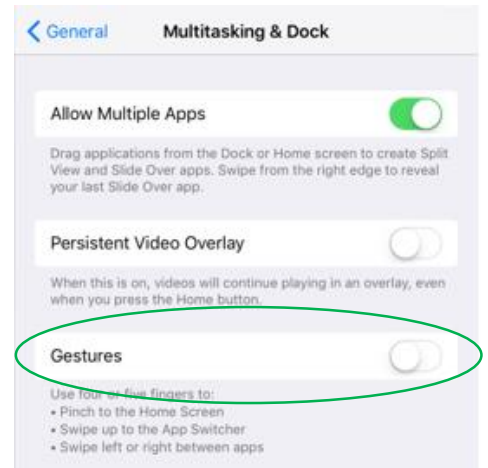 General
Multitasking & Dock
Allow Multiple Apps
Drag applications from the Dock or Home screen to create Split
View and Slide Over apps. Swipe from the right edge to reveal
your last Slide Over app.
Persistent Video Overlay
When this is on, videos will continue playing in an overlay, even
when you press the Home button.
Gestures
Use four or five fingers to:
• Pinch to the Home Screen
• Swipe up to the App Switcher
• Swipe left or right between apps